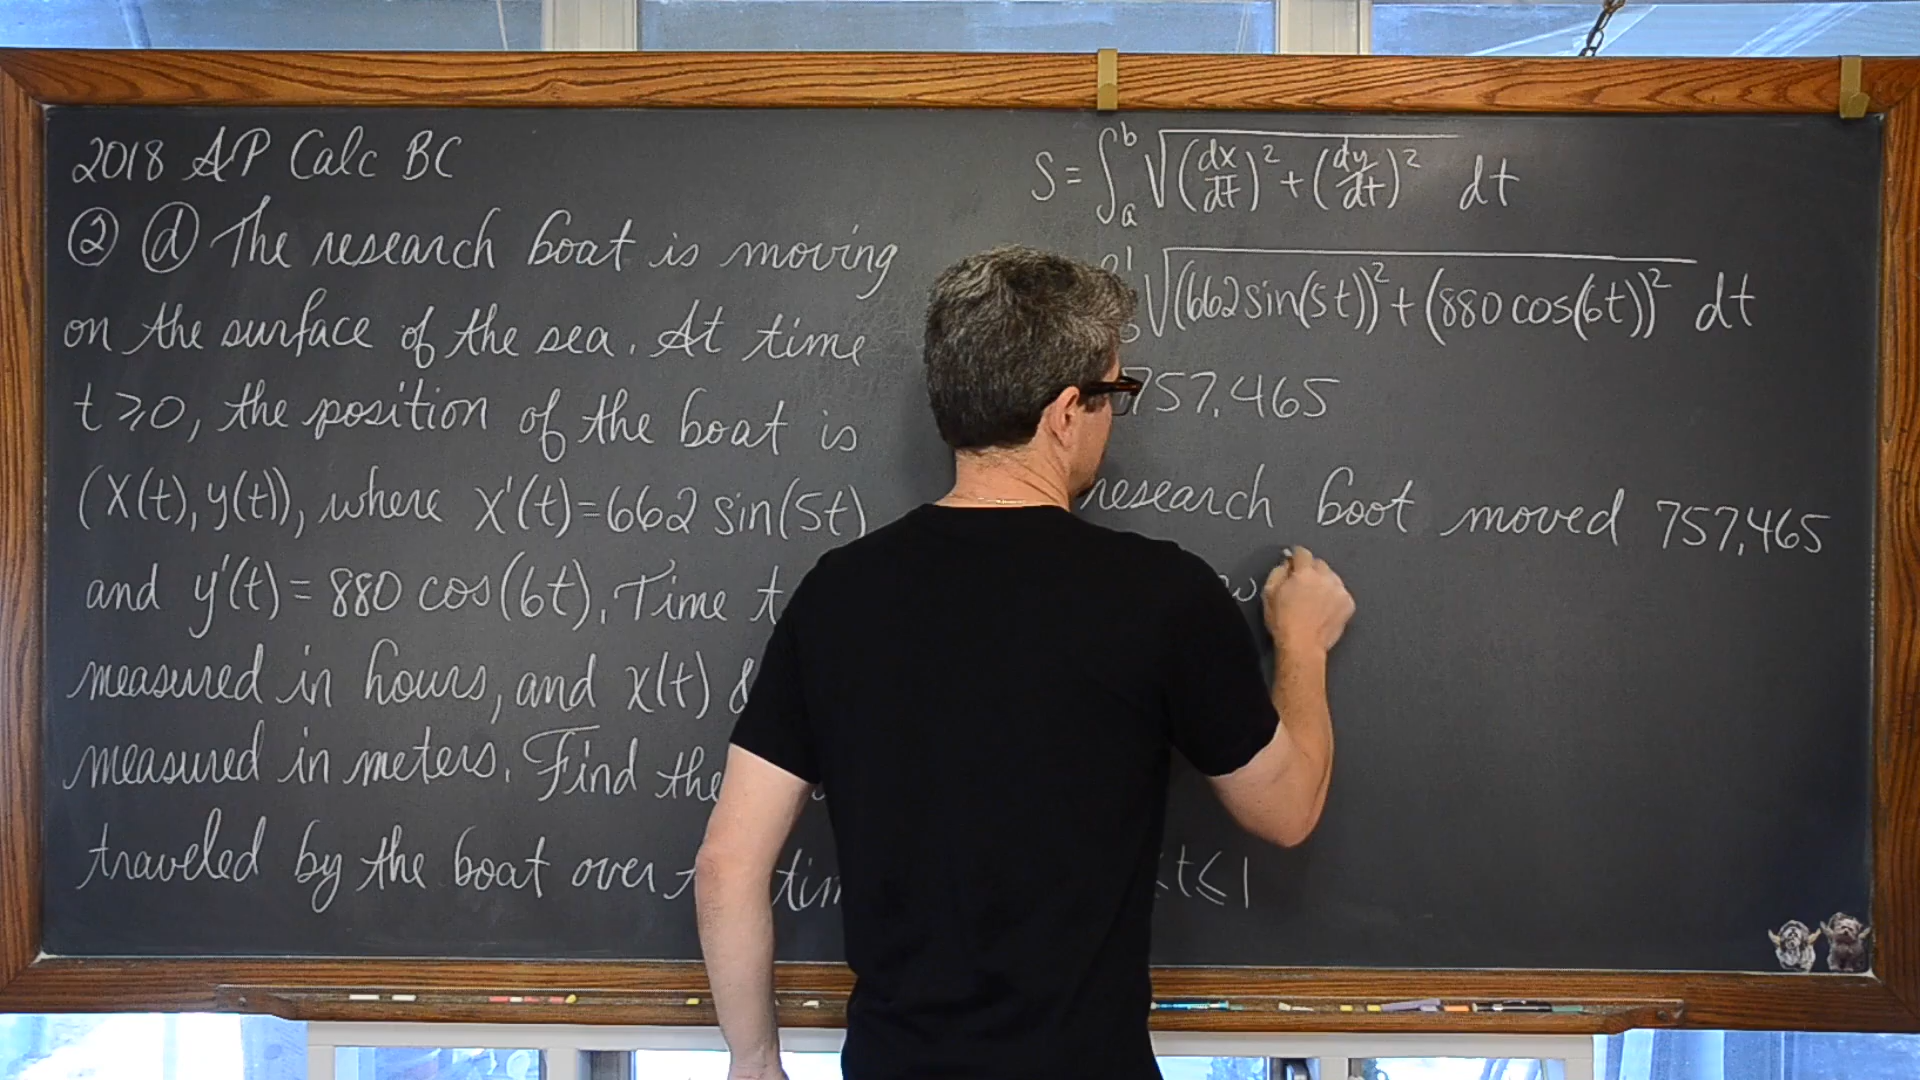 2018 AP Calc BC
② ⓓ The research boat is moving
on the surface of the sea. At time
t ≥ 0, the position of the boat is
(x(t), y(t)), where x'(t) = 662 sin(5t)
and y'(t) = 880 cos(6t). Time t
measured in hours, and x(t) &
measured in meters. Find the
traveled by the boat over tim ≤ t ≤ 1
S = ∫_a^b √((dx/dt)² + (dy/dt)²) dt
√((662 sin(5t))² + (880 cos(6t))²) dt
757.465
research boat moved 757.465